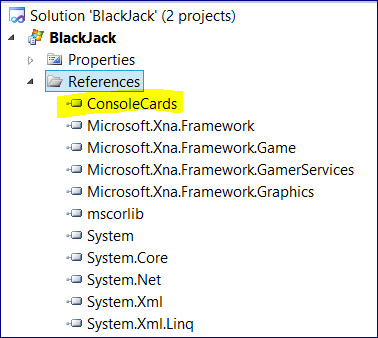 Solution 'BlackJack' (2 projects)
BlackJack
Properties
References
ConsoleCards
Microsoft.Xna.Framework
Microsoft.Xna.Framework.Game
Microsoft.Xna.Framework.GamerServices
Microsoft.Xna.Framework.Graphics
mscorlib
System
System.Core
System.Net
System.Xml
System.Xml.Linq